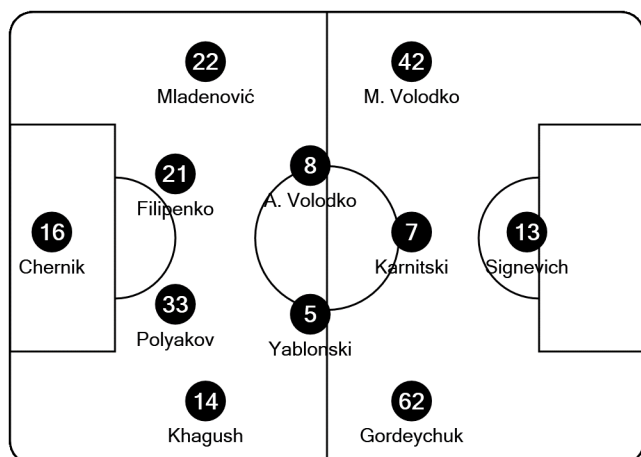 22
Mladenović
42
M. Volodko
21
Filipenko
8
A. Volodko
16
Chernik
7
Karnitski
13
Signevich
33
Polyakov
5
Yablonski
14
Khagush
62
Gordeychuk